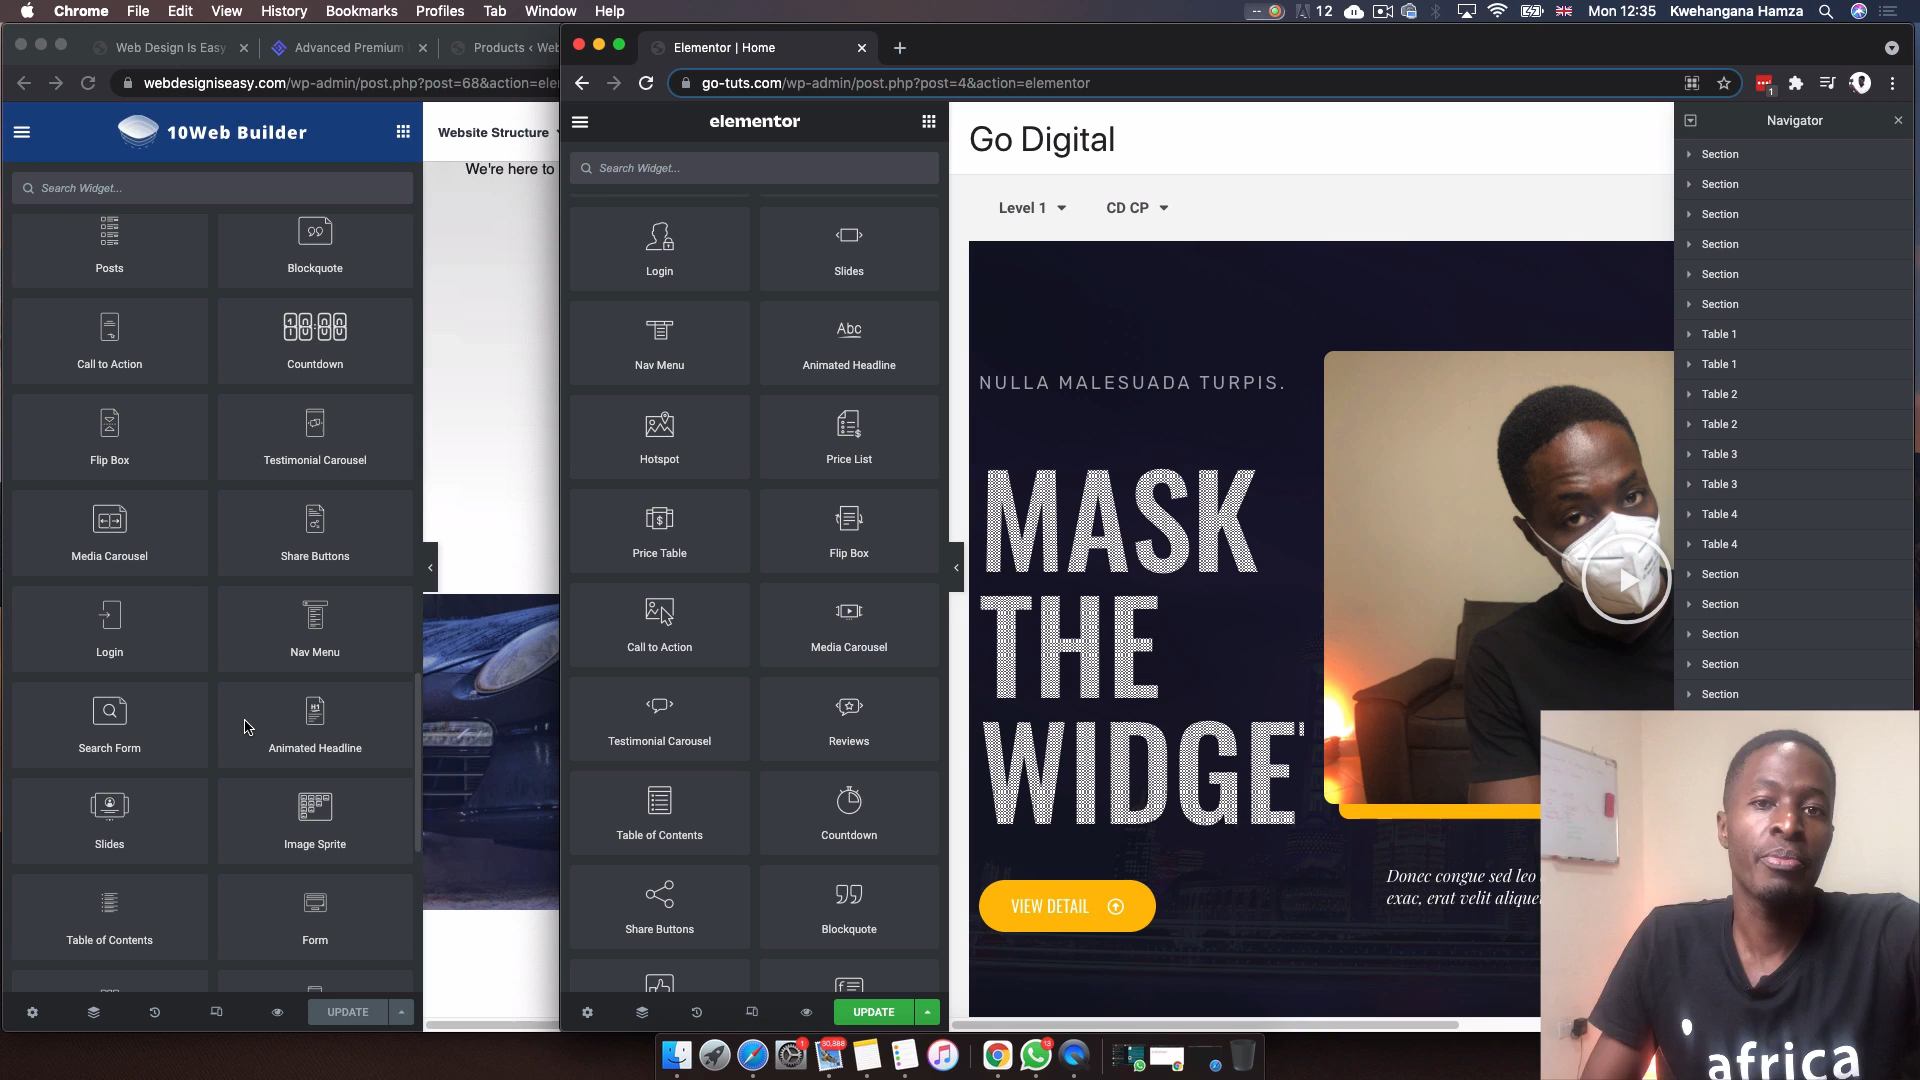 Chrome File Edit View History Bookmarks Profiles Tab Window Help
12
Mon 12:35 Kwehangana Hamza
Web Design Is Easy
Advanced Premium
Products ‹ Web
webdesigniseasy.com/wp-admin/post.php?post=68&action=ele
10Web Builder
Website Structure
We're here to
Search Widget...
Posts
Blockquote
Call to Action
Countdown
Flip Box
Testimonial Carousel
Media Carousel
Share Buttons
Login
Nav Menu
Search Form
H1
Animated Headline
Slides
Image Sprite
Table of Contents
Form
UPDATE
Elementor | Home
go-tuts.com/wp-admin/post.php?post=4&action=elementor
1
elementor
Search Widget...
Login
Slides
Nav Menu
Abc
Animated Headline
Hotspot
Price List
Price Table
Flip Box
Call to Action
Media Carousel
Testimonial Carousel
Reviews
Table of Contents
Countdown
Share Buttons
Blockquote
UPDATE
Go Digital
Level 1
CD CP
NULLA MALESUADA TURPIS.
MASK
THE
WIDGE
VIEW DETAIL
Donec congue sed leo
exac, erat velit alique
Navigator
Section
Section
Section
Section
Section
Section
Table 1
Table 1
Table 2
Table 2
Table 3
Table 3
Table 4
Table 4
Section
Section
Section
Section
Section
africa
1
30,388
13